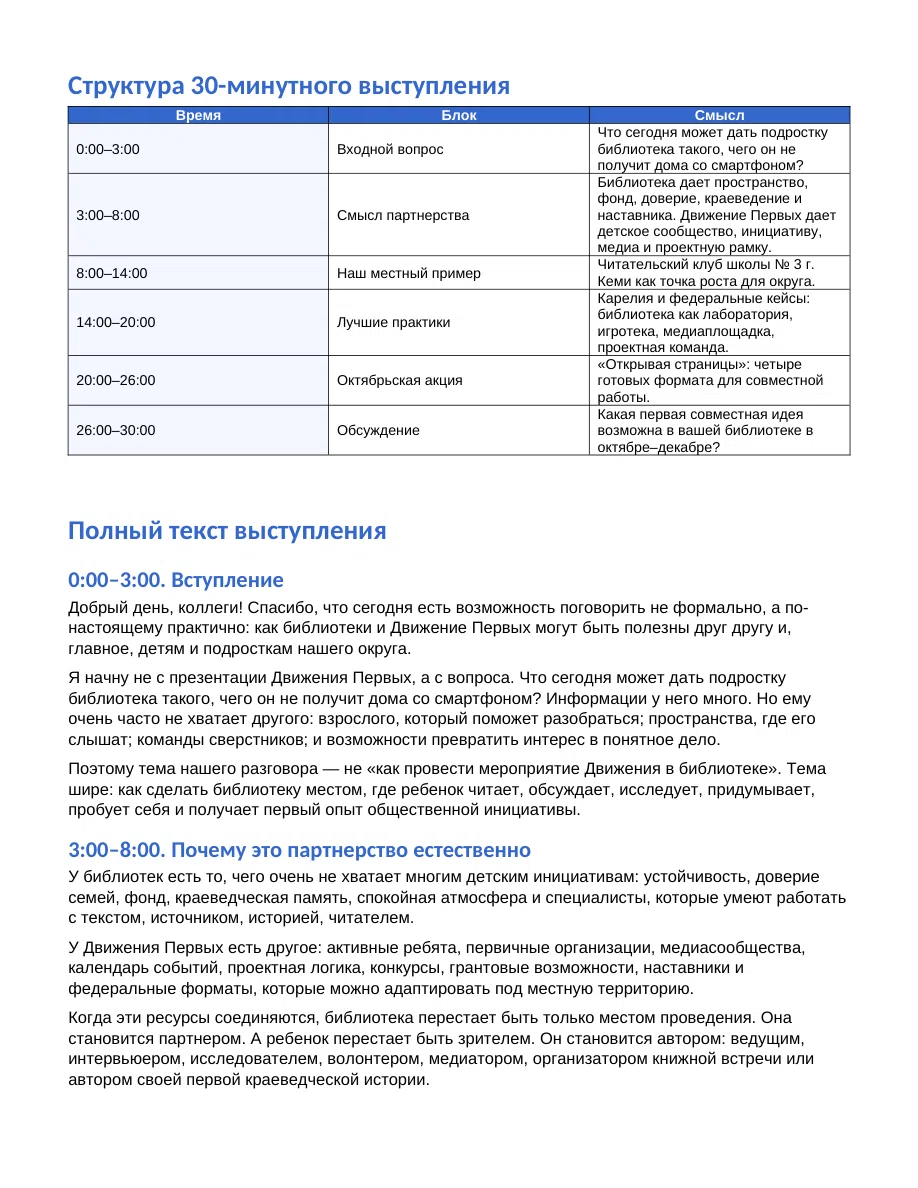 Структура 30-минутного выступления
Время Блок Смысл
0:00–3:00 Входной вопрос Что сегодня может дать подростку
библиотека такого, чего он не
получит дома со смартфоном?
3:00–8:00 Смысл партнерства Библиотека дает пространство,
фонд, доверие, краеведение и
наставника. Движение Первых дает
детское сообщество, инициативу,
медиа и проектную рамку.
8:00–14:00 Наш местный пример Читательский клуб школы № 3 г.
Кеми как точка роста для округа.
14:00–20:00 Лучшие практики Карелия и федеральные кейсы:
библиотека как лаборатория,
игротека, медиаплощадка,
проектная команда.
20:00–26:00 Октябрьская акция «Открывая страницы»: четыре
готовых формата для совместной
работы.
26:00–30:00 Обсуждение Какая первая совместная идея
возможна в вашей библиотеке в
октябре–декабре?
Полный текст выступления
0:00–3:00. Вступление
Добрый день, коллеги! Спасибо, что сегодня есть возможность поговорить не формально, а по-
настоящему практично: как библиотеки и Движение Первых могут быть полезны друг другу и,
главное, детям и подросткам нашего округа.
Я начну не с презентации Движения Первых, а с вопроса. Что сегодня может дать подростку
библиотека такого, чего он не получит дома со смартфоном? Информации у него много. Но ему
очень часто не хватает другого: взрослого, который поможет разобраться; пространства, где его
слышат; команды сверстников; и возможности превратить интерес в понятное дело.
Поэтому тема нашего разговора — не «как провести мероприятие Движения в библиотеке». Тема
шире: как сделать библиотеку местом, где ребенок читает, обсуждает, исследует, придумывает,
пробует себя и получает первый опыт общественной инициативы.
3:00–8:00. Почему это партнерство естественно
У библиотек есть то, чего очень не хватает многим детским инициативам: устойчивость, доверие
семей, фонд, краеведческая память, спокойная атмосфера и специалисты, которые умеют работать
с текстом, источником, историей, читателем.
У Движения Первых есть другое: активные ребята, первичные организации, медиасообщества,
календарь событий, проектная логика, конкурсы, грантовые возможности, наставники и
федеральные форматы, которые можно адаптировать под местную территорию.
Когда эти ресурсы соединяются, библиотека перестает быть только местом проведения. Она
становится партнером. А ребенок перестает быть зрителем. Он становится автором: ведущим,
интервьюером, исследователем, волонтером, медиатором, организатором книжной встречи или
автором своей первой краеведческой истории.